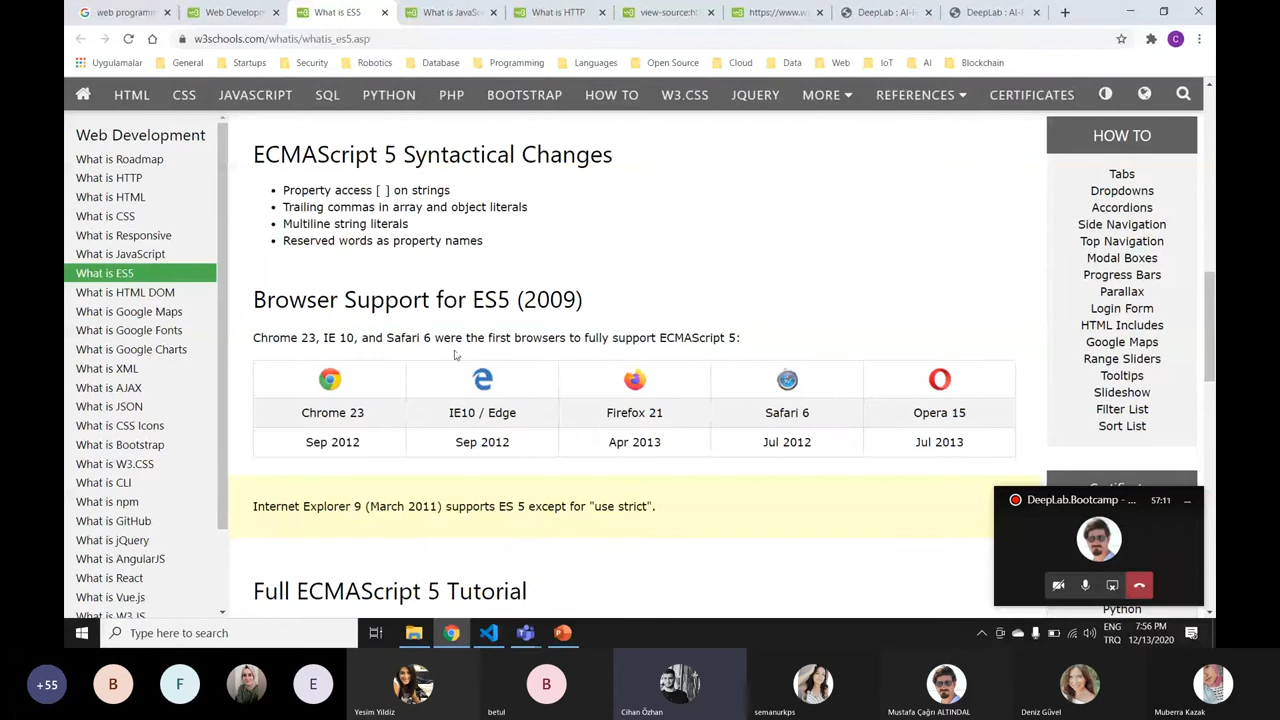 web programm
Web Developm
What is ES5
What is JavaSc
What is HTTP
view-source:ht
https://www.w
DeepLab : AI-F
DeepLab : AI-F
w3schools.com/whatis/whatis_es5.asp
C
Uygulamalar
General
Startups
Security
Robotics
Database
Programming
Languages
Open Source
Cloud
Data
Web
IoT
AI
Blockchain
HTML
CSS
JAVASCRIPT
SQL
PYTHON
PHP
BOOTSTRAP
HOW TO
W3.CSS
JQUERY
MORE
REFERENCES
CERTIFICATES
Web Development
What is Roadmap
What is HTTP
What is HTML
What is CSS
What is Responsive
What is JavaScript
What is ES5
What is HTML DOM
What is Google Maps
What is Google Fonts
What is Google Charts
What is XML
What is AJAX
What is JSON
What is CSS Icons
What is Bootstrap
What is W3.CSS
What is CLI
What is npm
What is GitHub
What is jQuery
What is AngularJS
What is React
What is Vue.js
What is W3.JS
ECMAScript 5 Syntactical Changes
Property access [ ] on strings
Trailing commas in array and object literals
Multiline string literals
Reserved words as property names
Browser Support for ES5 (2009)
Chrome 23, IE 10, and Safari 6 were the first browsers to fully support ECMAScript 5:
Chrome 23
IE10 / Edge
Firefox 21
Safari 6
Opera 15
Sep 2012
Sep 2012
Apr 2013
Jul 2012
Jul 2013
Internet Explorer 9 (March 2011) supports ES 5 except for "use strict".
Full ECMAScript 5 Tutorial
HOW TO
Tabs
Dropdowns
Accordions
Side Navigation
Top Navigation
Modal Boxes
Progress Bars
Parallax
Login Form
HTML Includes
Google Maps
Range Sliders
Tooltips
Slideshow
Filter List
Sort List
DeepLab.Bootcamp - ...
57:11
Python
Type here to search
ENG
TRQ
7:56 PM
12/13/2020
+55
B
F
E
Yesim Yildiz
B
betul
Cihan Özhan
semanurkps
Mustafa Çağrı ALTINDAL
Deniz Güvel
Muberra Kazak